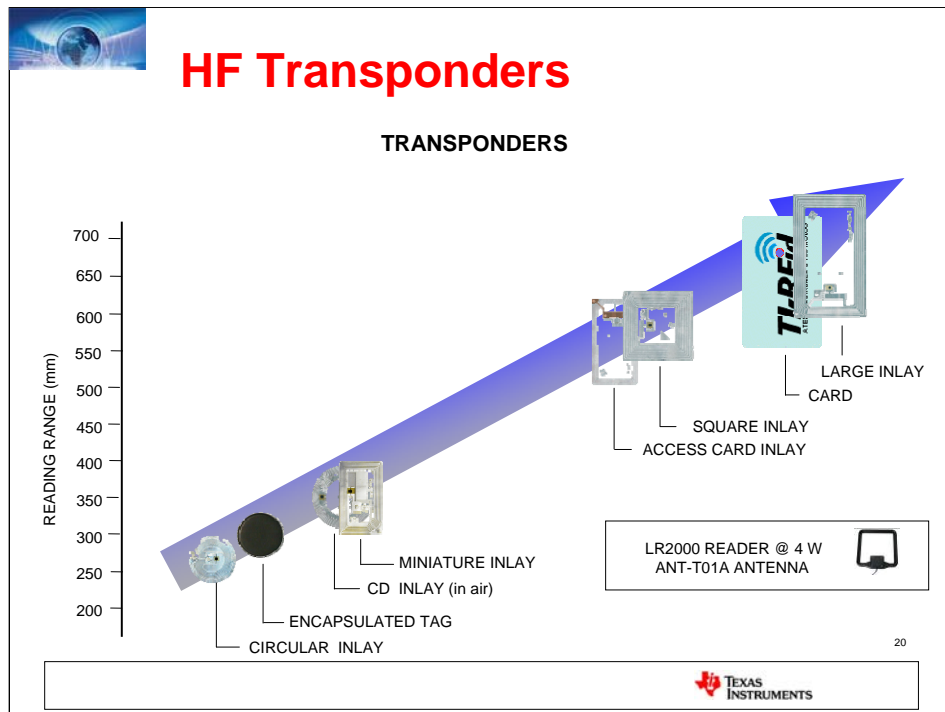 HF Transponders
TRANSPONDERS
READING RANGE (mm)
700
650
600
550
500
450
400
350
300
250
200
TI-RFid
LARGE INLAY
CARD
SQUARE INLAY
ACCESS CARD INLAY
MINIATURE INLAY
CD INLAY (in air)
ENCAPSULATED TAG
CIRCULAR INLAY
LR2000 READER @ 4 W
ANT-T01A ANTENNA
20
TEXAS
INSTRUMENTS